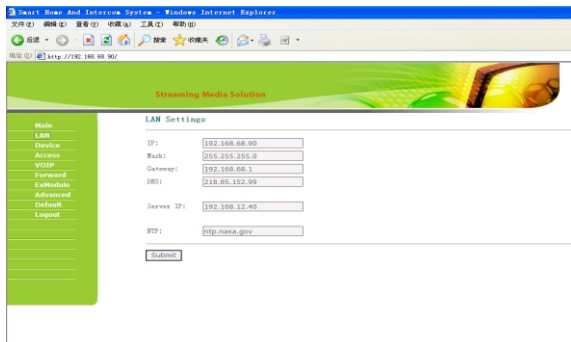 Smart Home And Intercom System - Windows Internet Explorer
文件(F) 编辑(E) 查看(V) 收藏(A) 工具(T) 帮助(H)
后退 搜索 收藏夹
地址(D) http://192.168.68.90/
Streaming Media Solution
Main
LAN
Device
Access
VOIP
Forward
ExModule
Advanced
Default
Logout
LAN Settings
IP: 192.168.68.90
Mask: 255.255.255.0
Gateway: 192.168.68.1
DNS: 218.85.152.99
Server IP: 192.168.12.40
NTP: ntp.nasa.gov
Submit